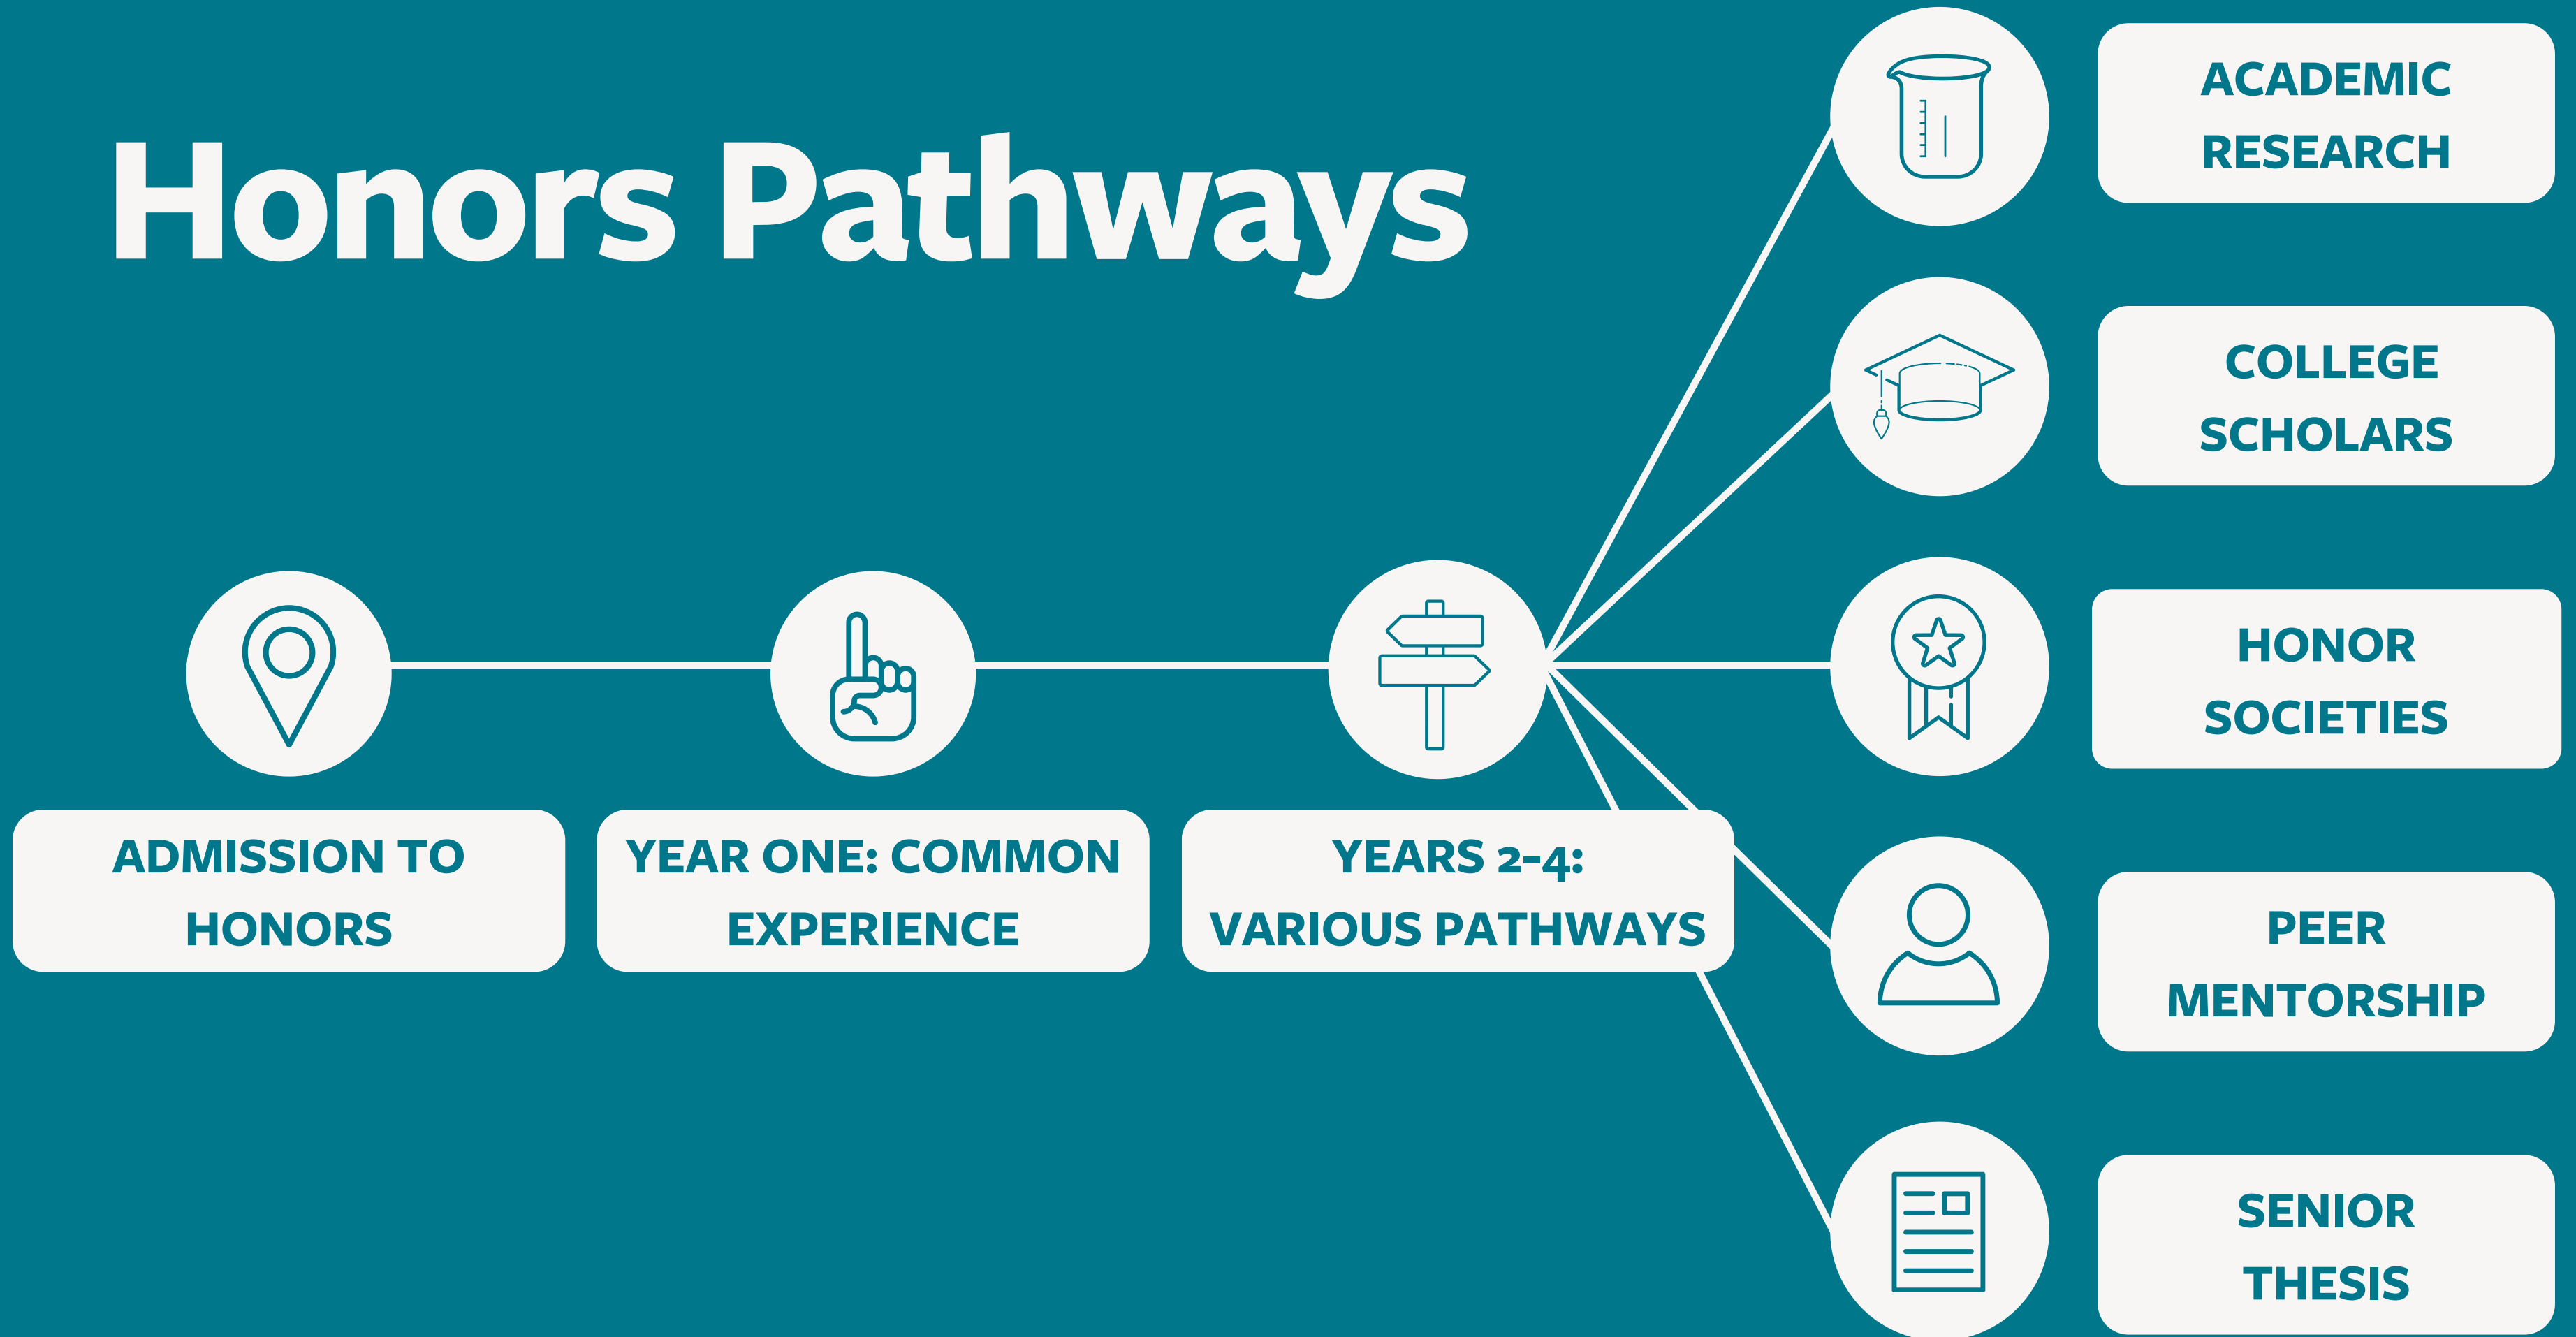 Honors Pathways
ADMISSION TO
HONORS
YEAR ONE: COMMON
EXPERIENCE
YEARS 2-4:
VARIOUS PATHWAYS
ACADEMIC
RESEARCH
COLLEGE
SCHOLARS
HONOR
SOCIETIES
PEER
MENTORSHIP
SENIOR
THESIS